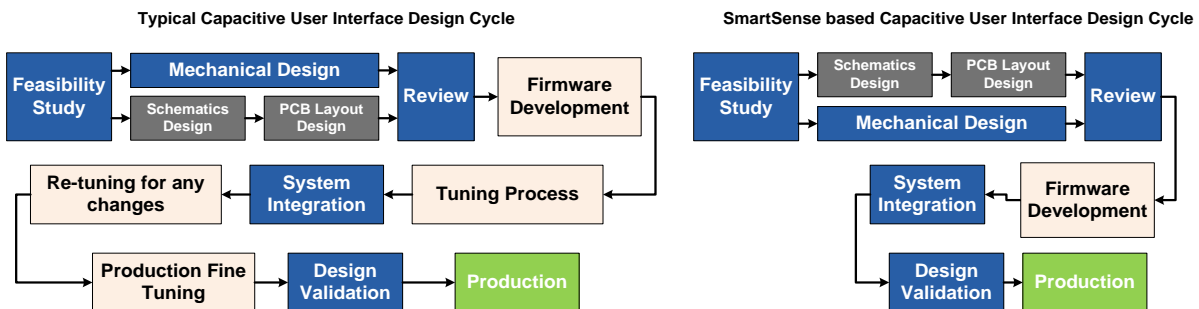 Typical Capacitive User Interface Design Cycle
Feasibility
Study
Mechanical Design
Schematics
Design
PCB Layout
Design
Review
Firmware
Development
Tuning Process
System
Integration
Re-tuning for any
changes
Production Fine
Tuning
Design
Validation
Production
SmartSense based Capacitive User Interface Design Cycle
Feasibility
Study
Schematics
Design
PCB Layout
Design
Mechanical Design
Review
Firmware
Development
System
Integration
Design
Validation
Production